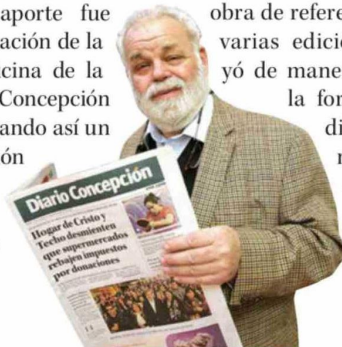 aporte fue
ación de la
cina de la
Concepción
ando así un
ón
obra de refere
varias edicio
yó de mane
la for
di
Diario Concepción
Hogar de Cristo y
Techo desmienten
que supermercados
rebajen impuestos
por donaciones